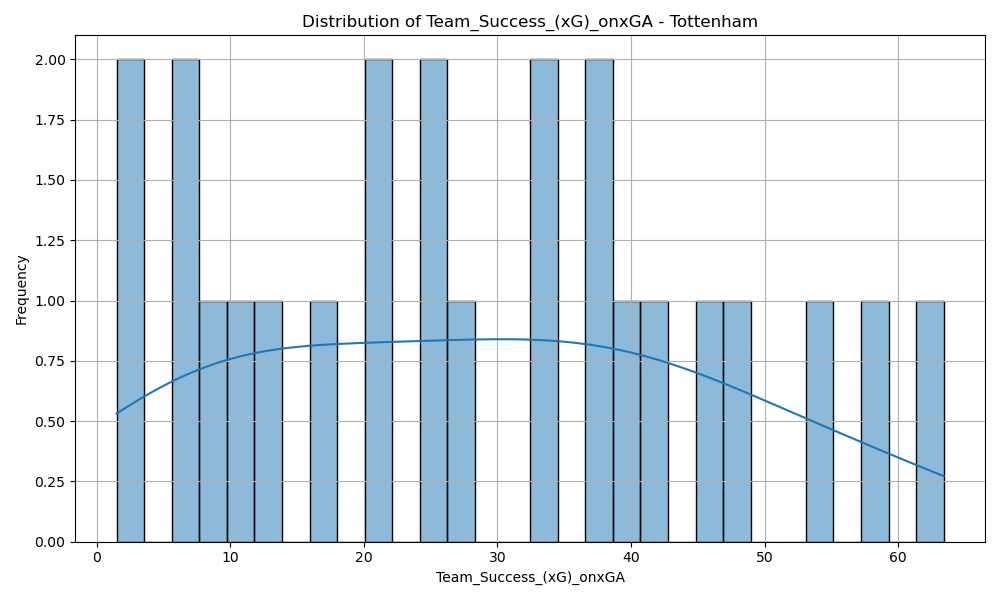 Distribution of Team_Success_(xG)_onxGA - Tottenham
Frequency
2.00
1.75
1.50
1.25
1.00
0.75
0.50
0.25
0.00
0 10 20 30 40 50 60
Team_Success_(xG)_onxGA